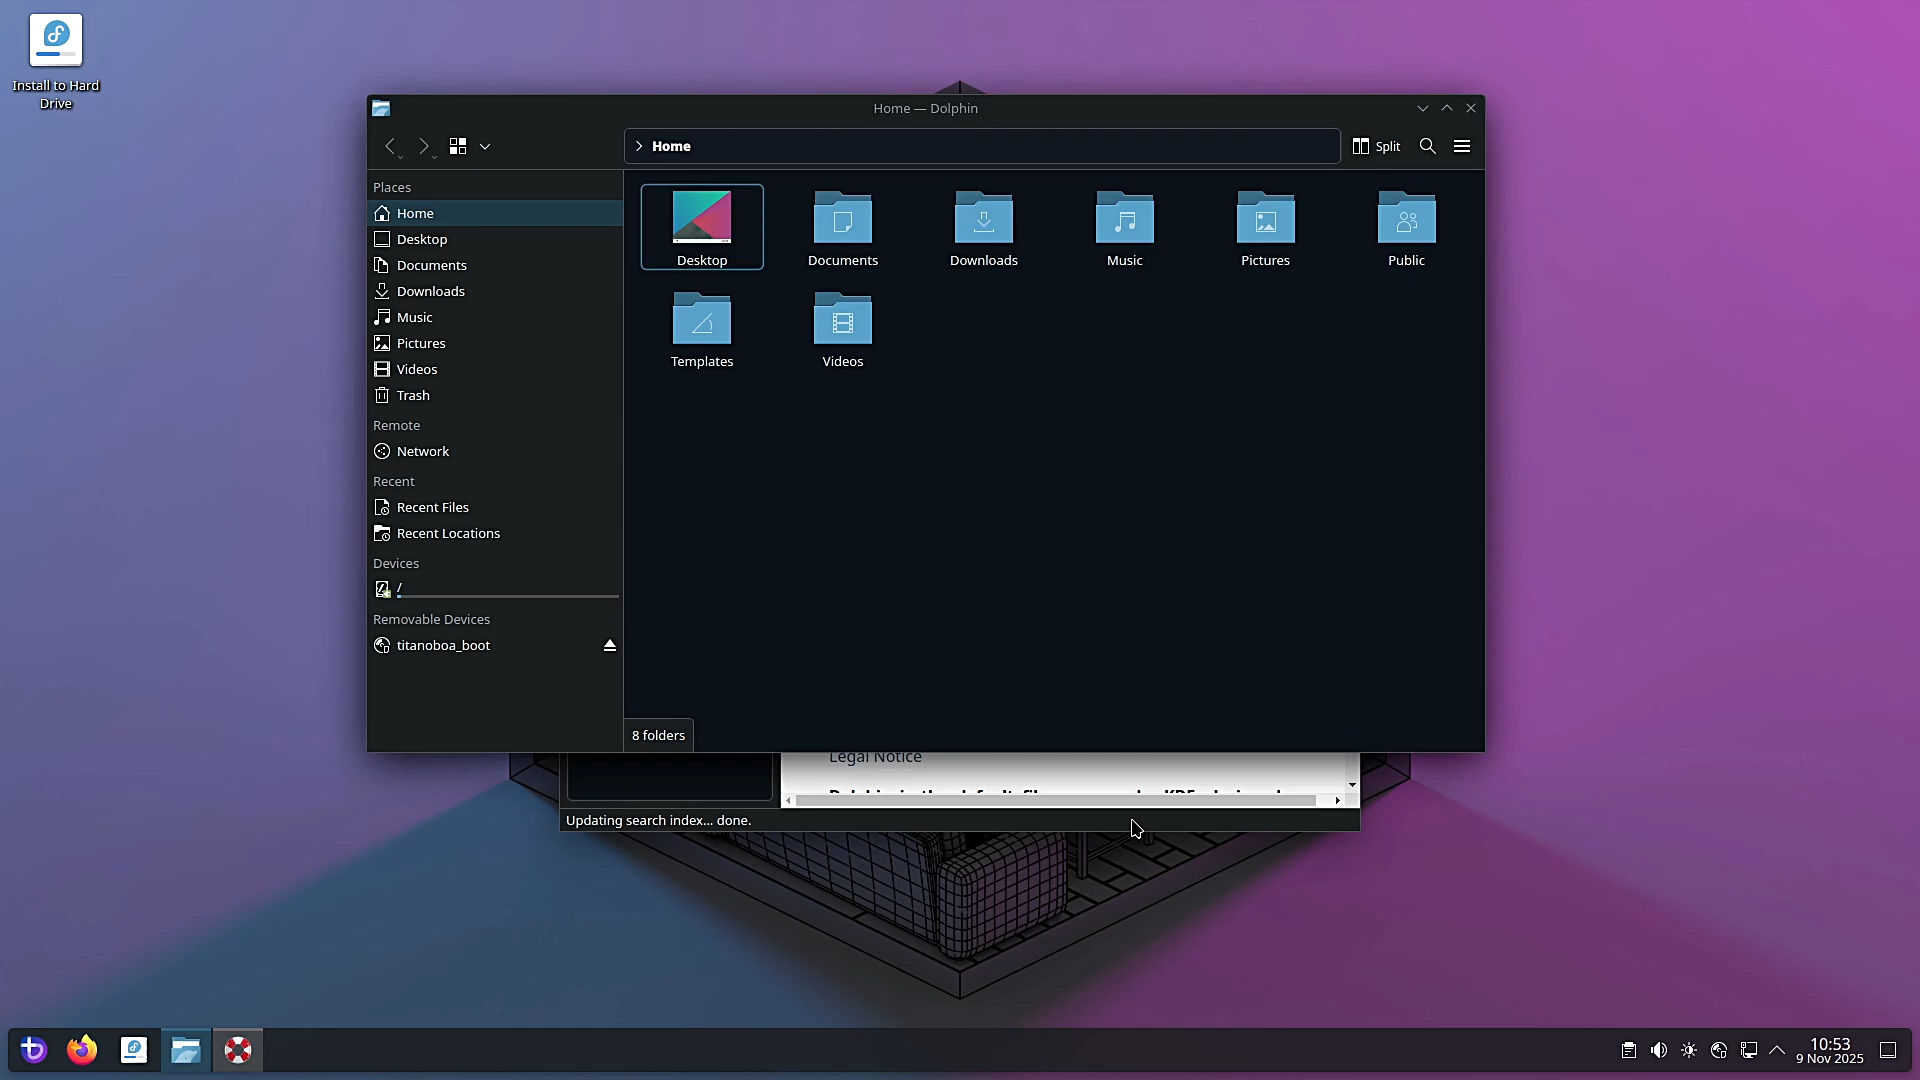 Install to Hard
Drive
Home — Dolphin
Home
Split
Places
Home
Desktop
Documents
Downloads
Music
Pictures
Videos
Trash
Remote
Network
Recent
Recent Files
Recent Locations
Devices
/
Removable Devices
titanoboa_boot
Desktop
Documents
Downloads
Music
Pictures
Public
Templates
Videos
8 folders
Legal Notice
Updating search index... done.
10:53
9 Nov 2025